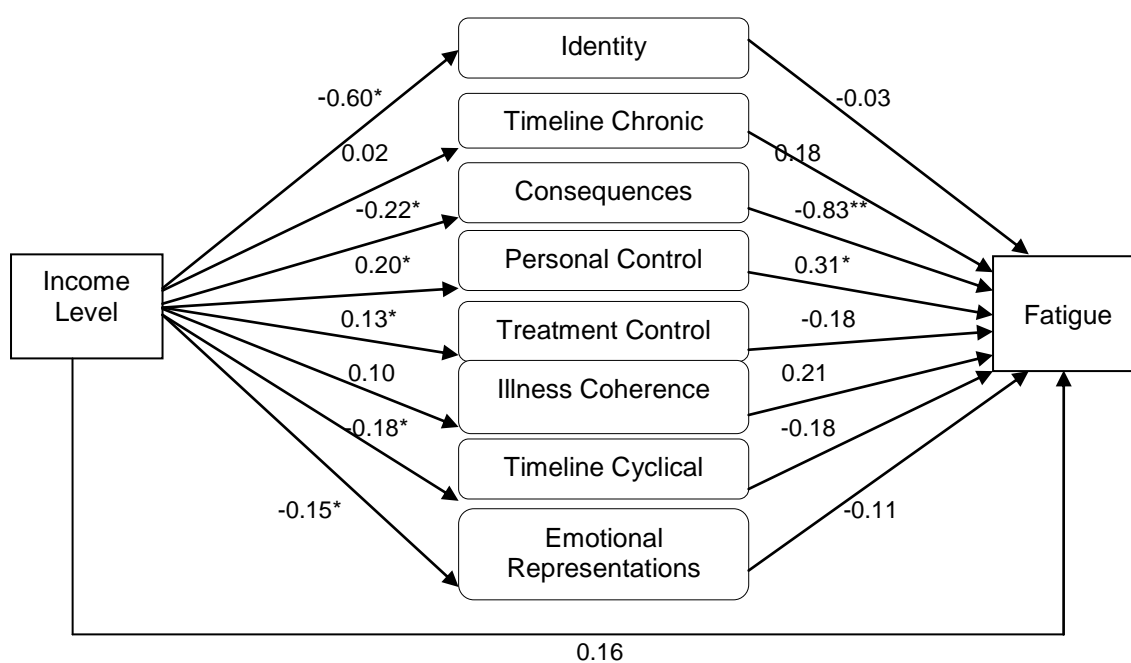 Identity
-0.60*
-0.03
Timeline Chronic
0.02
0.18
Consequences
-0.22*
-0.83**
Personal Control
0.20*
0.31*
Income
Level
Fatigue
0.13*
Treatment Control
-0.18
0.10
Illness Coherence
0.21
-0.18*
Timeline Cyclical
-0.18
-0.15*
Emotional
Representations
-0.11
0.16